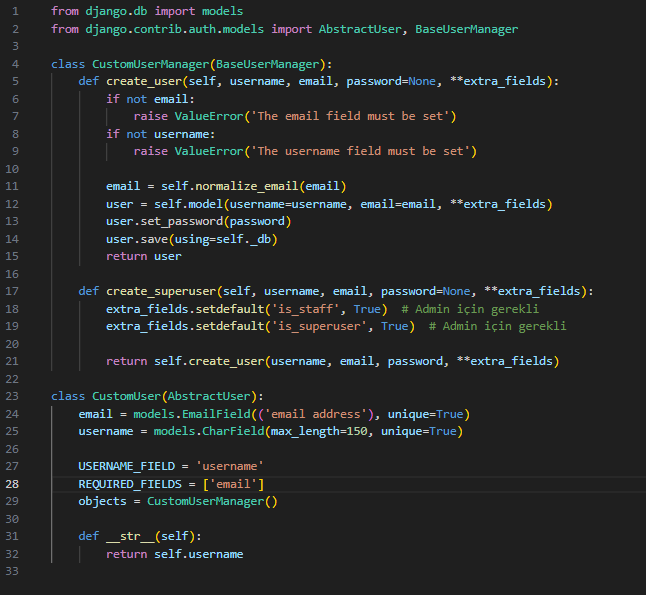 1 from django.db import models
2 from django.contrib.auth.models import AbstractUser, BaseUserManager
3
4 class CustomUserManager(BaseUserManager):
5     def create_user(self, username, email, password=None, **extra_fields):
6         if not email:
7             raise ValueError('The email field must be set')
8         if not username:
9             raise ValueError('The username field must be set')
10
11         email = self.normalize_email(email)
12         user = self.model(username=username, email=email, **extra_fields)
13         user.set_password(password)
14         user.save(using=self._db)
15         return user
16
17     def create_superuser(self, username, email, password=None, **extra_fields):
18         extra_fields.setdefault('is_staff', True)  # Admin için gerekli
19         extra_fields.setdefault('is_superuser', True)  # Admin için gerekli
20
21         return self.create_user(username, email, password, **extra_fields)
22
23 class CustomUser(AbstractUser):
24     email = models.EmailField(('email address'), unique=True)
25     username = models.CharField(max_length=150, unique=True)
26
27     USERNAME_FIELD = 'username'
28     REQUIRED_FIELDS = ['email']
29     objects = CustomUserManager()
30
31     def __str__(self):
32         return self.username
33